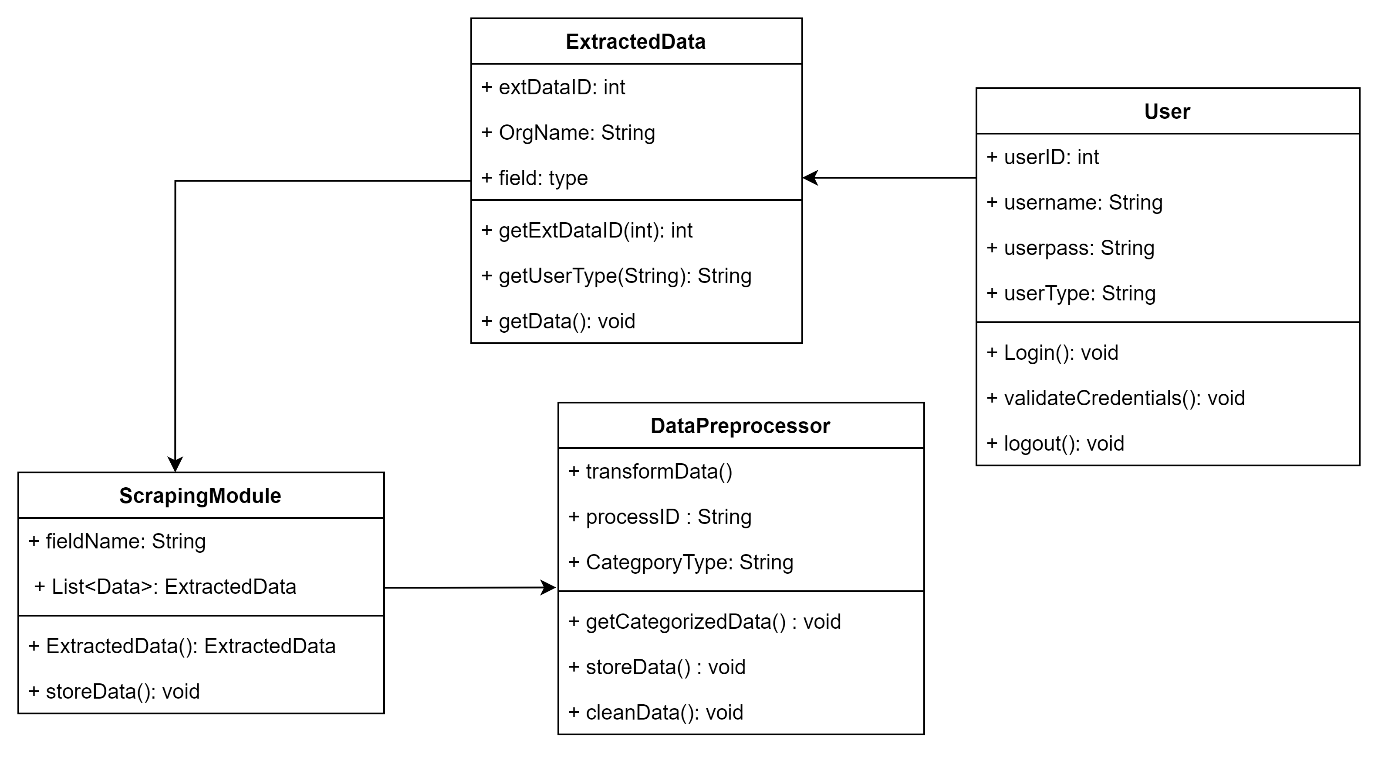 ExtractedData
+ extDataID: int
+ OrgName: String
+ field: type
+ getExtDataID(int): int
+ getUserType(String): String
+ getData(): void
User
+ userID: int
+ username: String
+ userpass: String
+ userType: String
+ Login(): void
+ validateCredentials(): void
+ logout(): void
ScrapingModule
+ fieldName: String
+ List<Data>: ExtractedData
+ ExtractedData(): ExtractedData
+ storeData(): void
DataPreprocessor
+ transformData()
+ processID : String
+ CategporyType: String
+ getCategorizedData() : void
+ storeData() : void
+ cleanData(): void